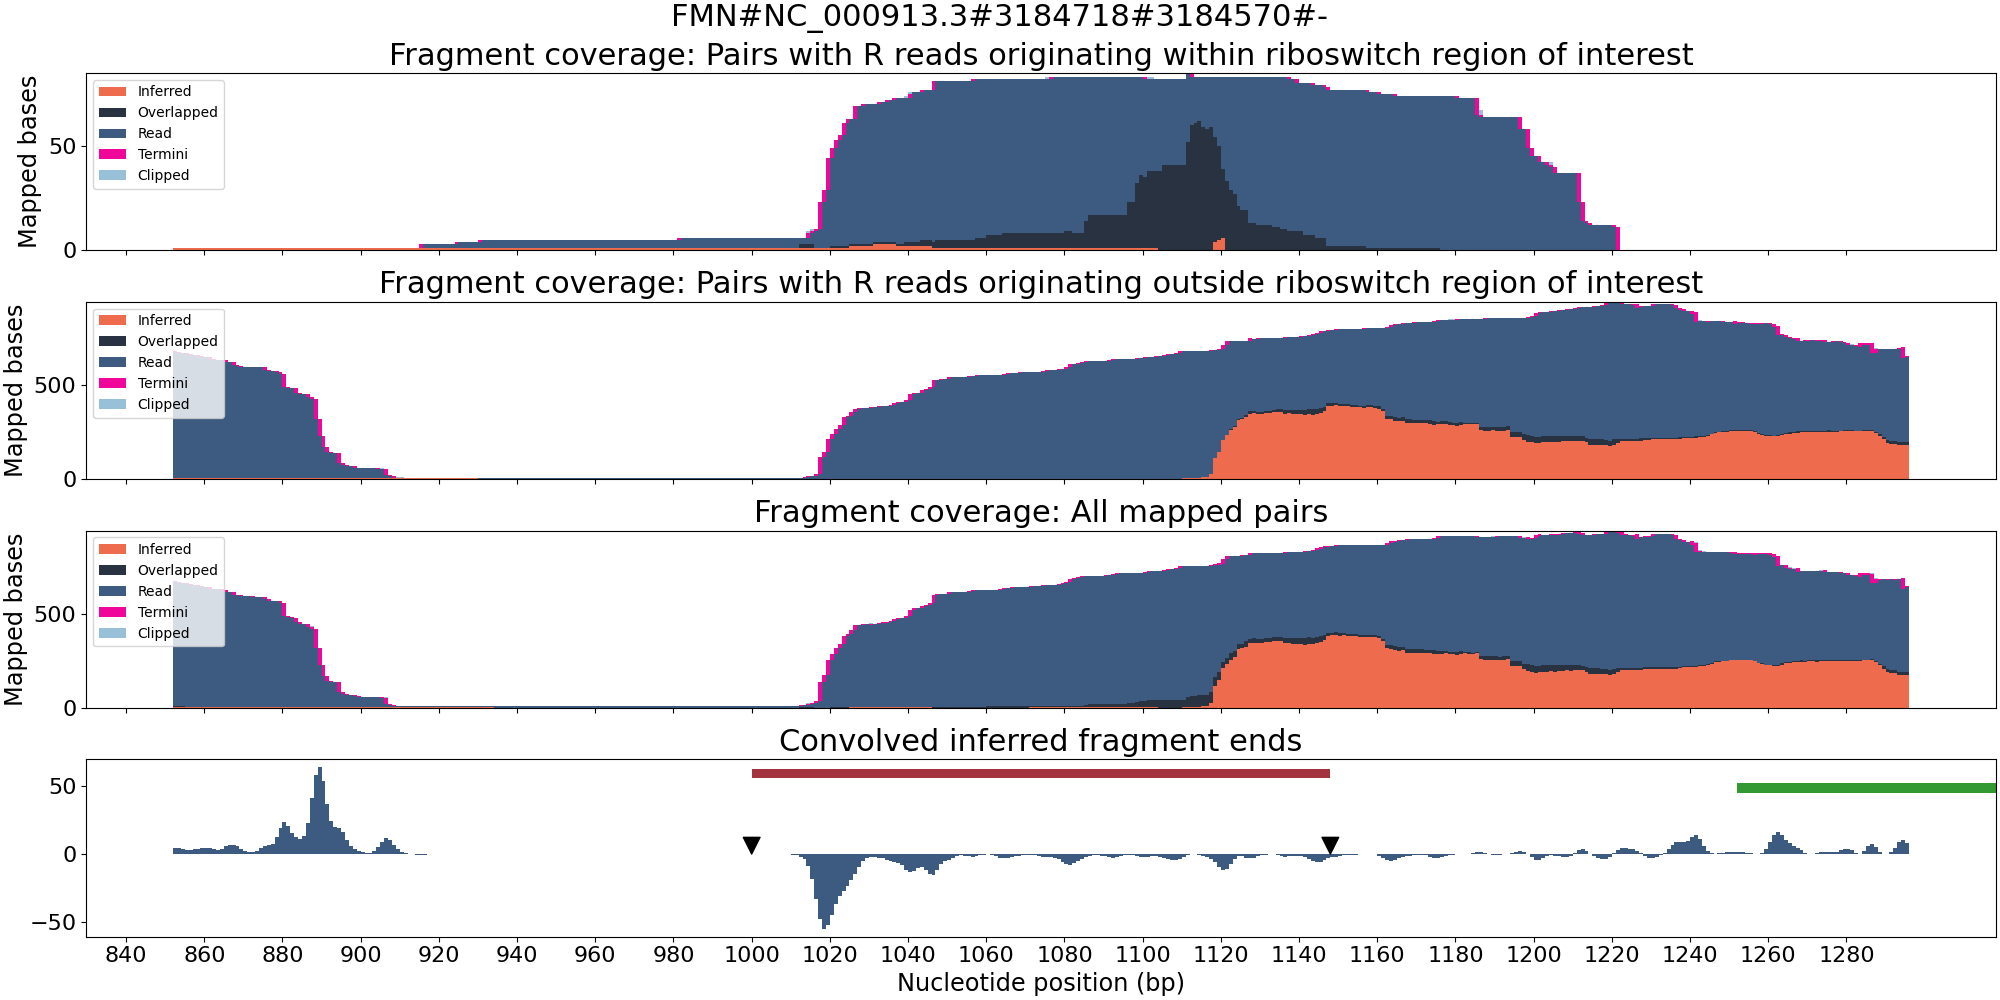 FMN#NC_000913.3#3184718#3184570#-
Fragment coverage: Pairs with R reads originating within riboswitch region of interest
Mapped bases
50
0
Inferred
Overlapped
Read
Termini
Clipped
Fragment coverage: Pairs with R reads originating outside riboswitch region of interest
Mapped bases
500
0
Inferred
Overlapped
Read
Termini
Clipped
Fragment coverage: All mapped pairs
Mapped bases
500
0
Inferred
Overlapped
Read
Termini
Clipped
Convolved inferred fragment ends
50
0
−50
840 860 880 900 920 940 960 980 1000 1020 1040 1060 1080 1100 1120 1140 1160 1180 1200 1220 1240 1260 1280
Nucleotide position (bp)